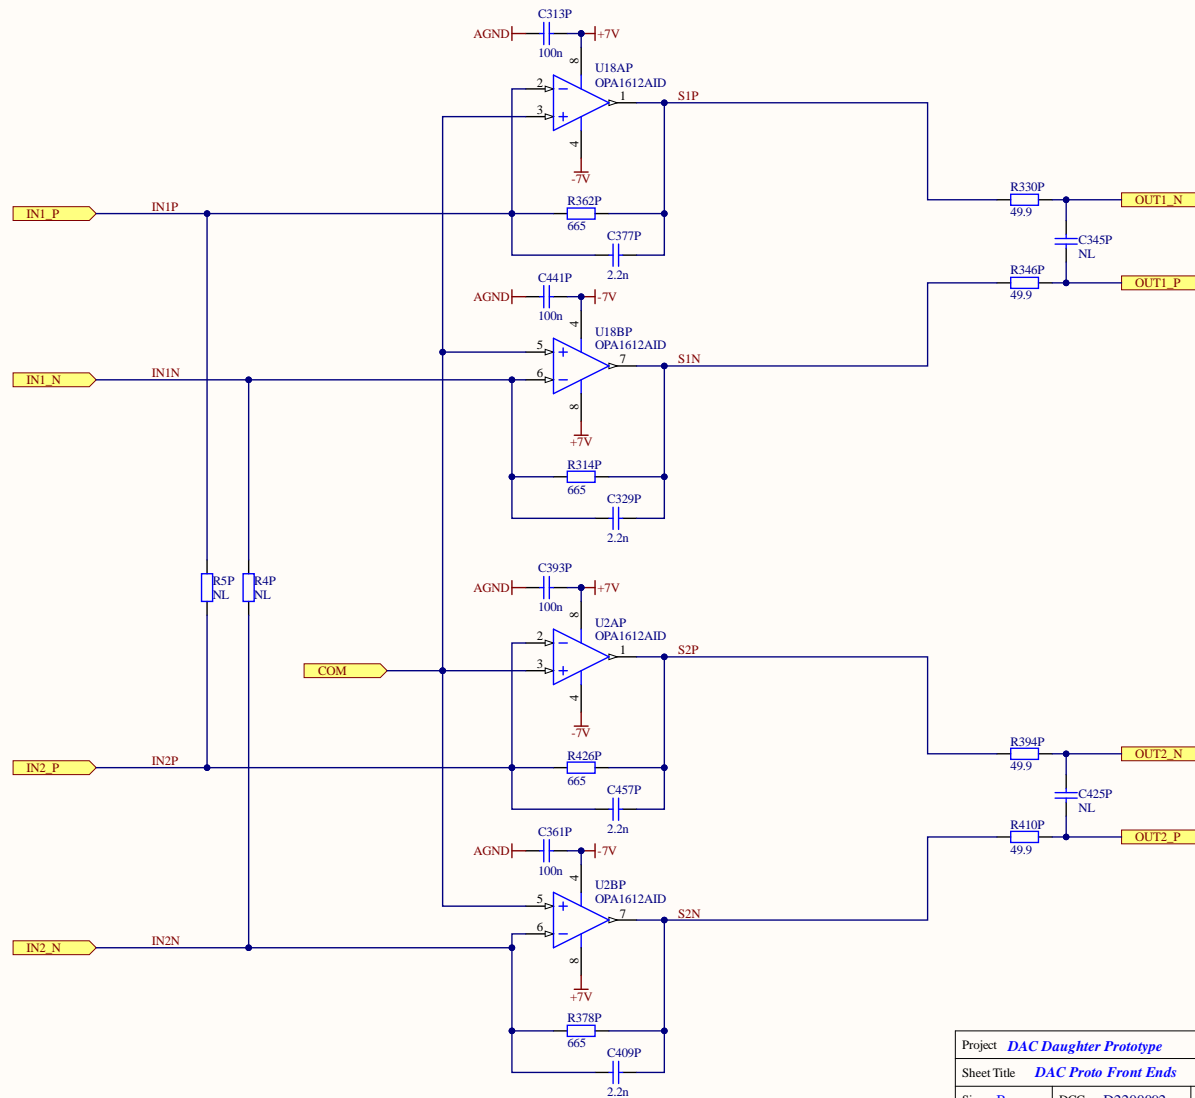 C313P
AGND
+7V
100n
8
U18AP
OPA1612AID
2
1
S1P
3
4
-7V
R330P
49.9
OUT1_N
IN1_P
IN1P
R362P
665
C377P
2.2n
C345P
NL
R346P
49.9
OUT1_P
C441P
AGND
-7V
100n
4
U18BP
OPA1612AID
5
7
S1N
6
IN1_N
IN1N
8
+7V
R314P
665
C329P
2.2n
R5P
NL
R4P
NL
C393P
AGND
+7V
100n
8
U2AP
OPA1612AID
2
1
S2P
3
COM
4
-7V
R394P
49.9
OUT2_N
IN2_P
IN2P
R426P
665
C457P
2.2n
C425P
NL
R410P
49.9
OUT2_P
C361P
AGND
-7V
100n
4
U2BP
OPA1612AID
5
7
S2N
6
IN2_N
IN2N
8
+7V
R378P
665
C409P
2.2n
Project DAC Daughter Prototype
Sheet Title DAC Proto Front Ends